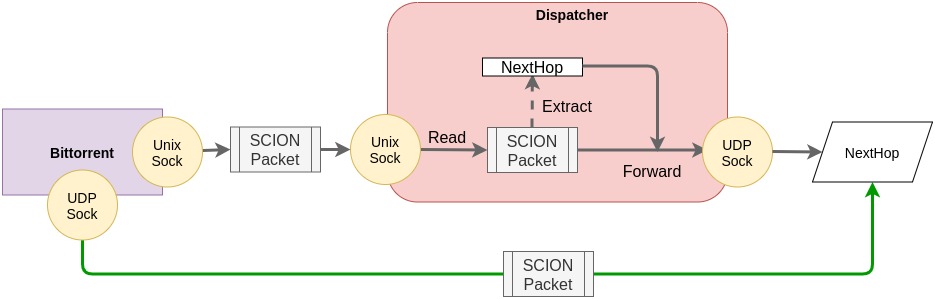 Dispatcher
NextHop
Extract
Bittorrent
Unix
Sock
SCION
Packet
Unix
Sock
Read
SCION
Packet
Forward
UDP
Sock
NextHop
UDP
Sock
SCION
Packet